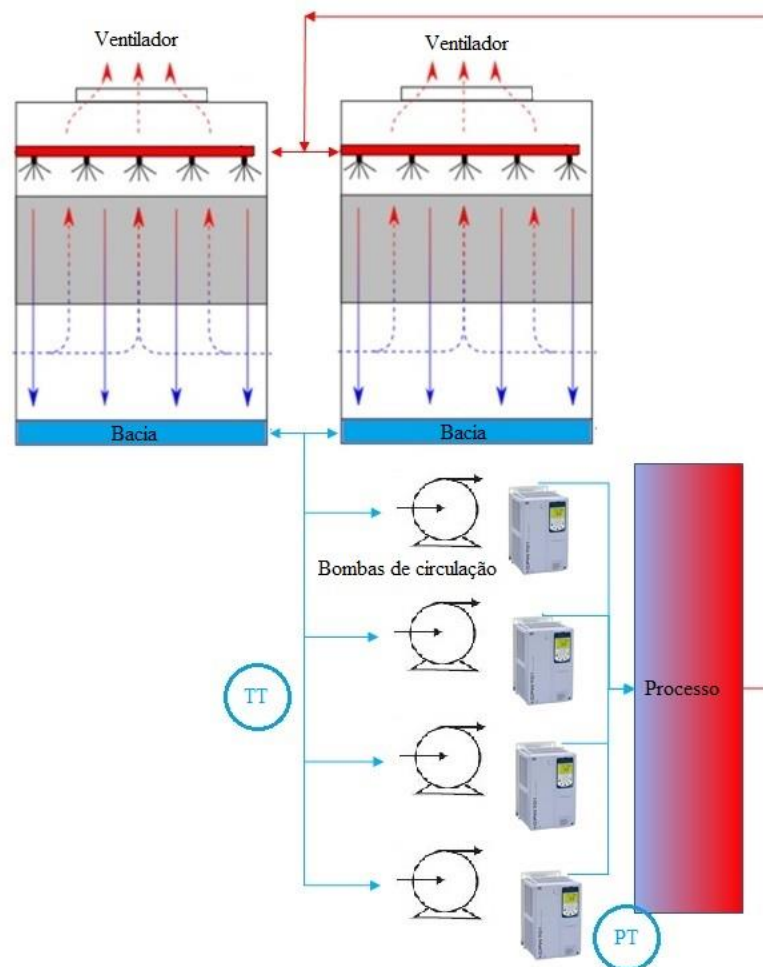 Ventilador
Ventilador
Bacia
Bacia
Bombas de circulação
TT
Processo
PT